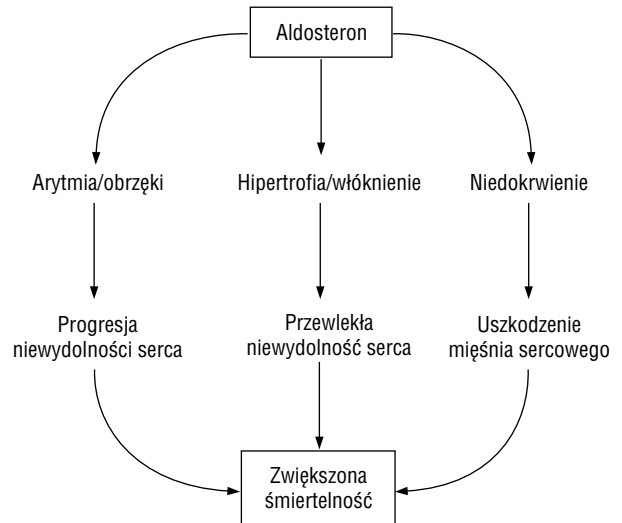 Aldosteron
Arytmia/obrzęki
Hipertrofia/włóknienie
Niedokrwienie
Progresja
niewydolności serca
Przewlekła
niewydolność serca
Uszkodzenie
mięśnia sercowego
Zwiększona
śmiertelność